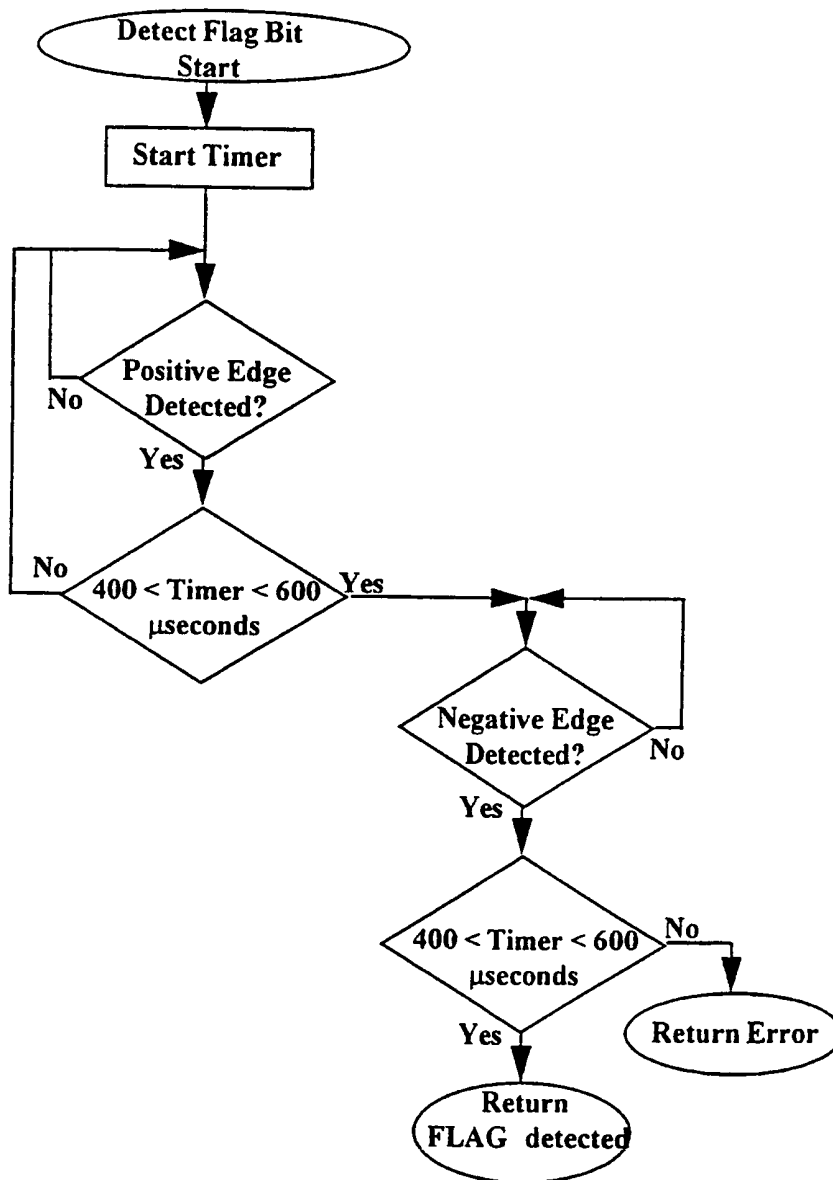 Detect Flag Bit
Start
Start Timer
Positive Edge
Detected?
No
Yes
No
400 < Timer < 600
μseconds
Yes
Negative Edge
Detected?
No
Yes
400 < Timer < 600
μseconds
No
Yes
Return Error
Return
FLAG detected